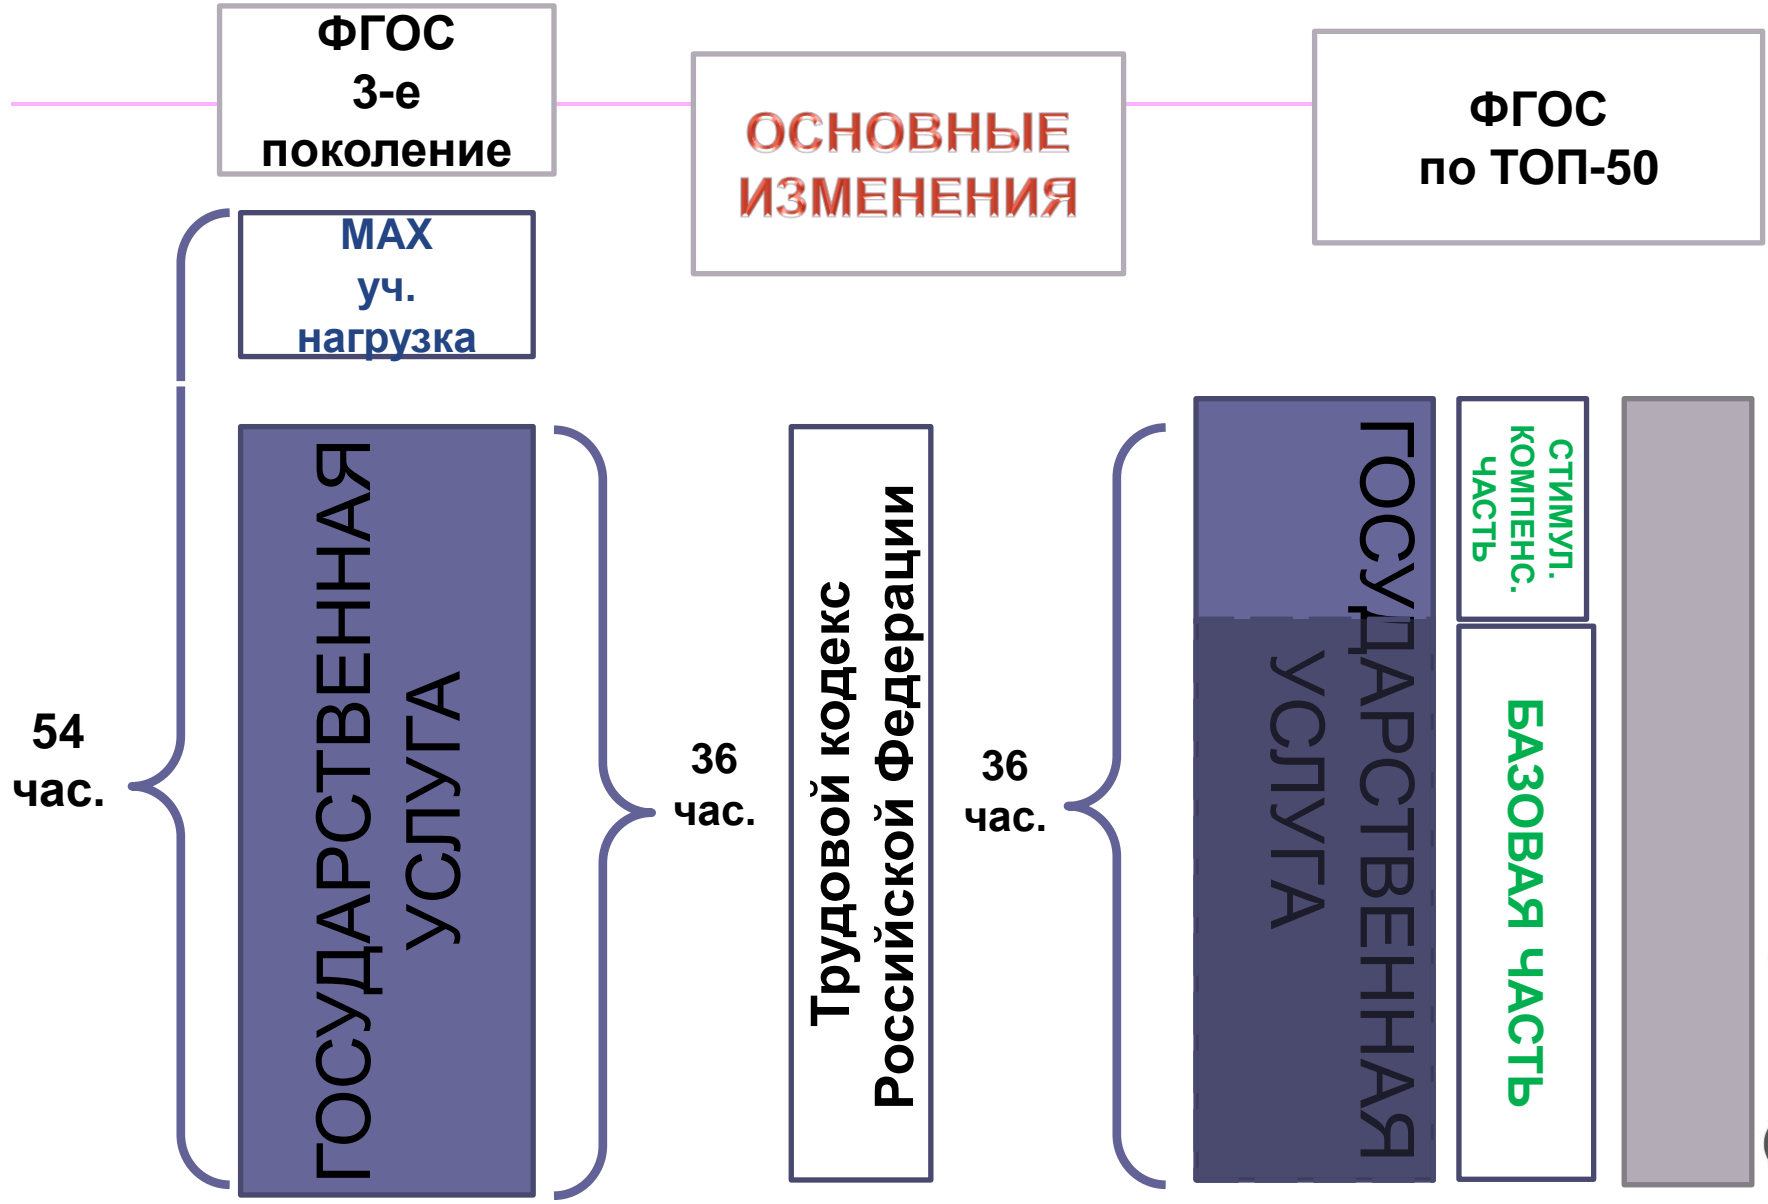 ФГОС
3-е
поколение
ОСНОВНЫЕ
ИЗМЕНЕНИЯ
ФГОС
по ТОП-50
МАХ
уч.
нагрузка
54
час.
ГОСУДАРСТВЕННАЯ
УСЛУГА
36
час.
Трудовой кодекс
Российской Федерации
36
час.
ГОСУДАРСТВЕННАЯ
УСЛУГА
СТИМУЛ.
КОМПЕНС.
ЧАСТЬ
БАЗОВАЯ ЧАСТЬ